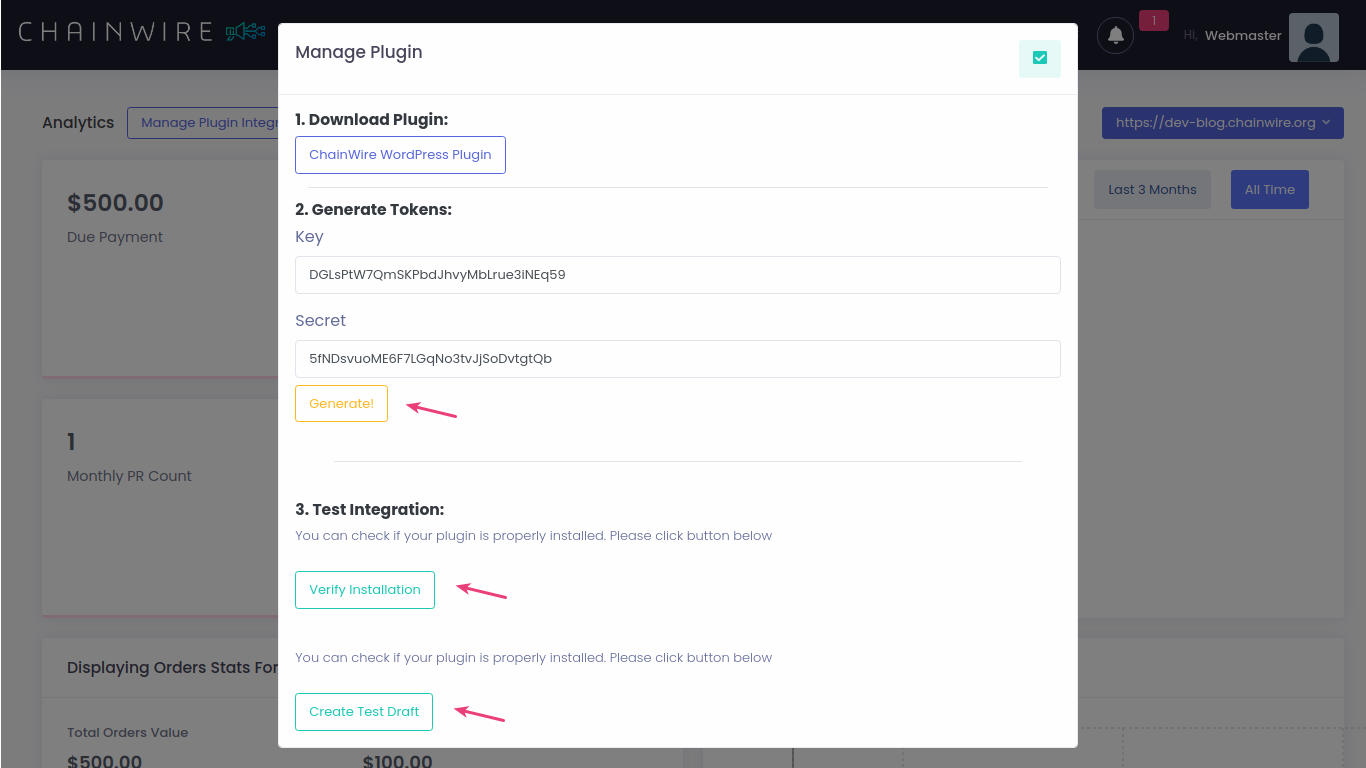 CHAINWIRE
1
Hi, Webmaster
Manage Plugin
Analytics
Manage Plugin Integr
https://dev-blog.chainwire.org
1. Download Plugin:
ChainWire WordPress Plugin
$500.00
Due Payment
Last 3 Months
All Time
2. Generate Tokens:
Key
DGLsPtW7QmSKPbdJhvyMbLrue3iNEq59
Secret
5fNDsvuoME6F7LGqNo3tvJjSoDvtgtQb
Generate!
1
Monthly PR Count
3. Test Integration:
You can check if your plugin is properly installed. Please click button below
Verify Installation
You can check if your plugin is properly installed. Please click button below
Create Test Draft
Displaying Orders Stats For
Total Orders Value
$500.00
$100.00